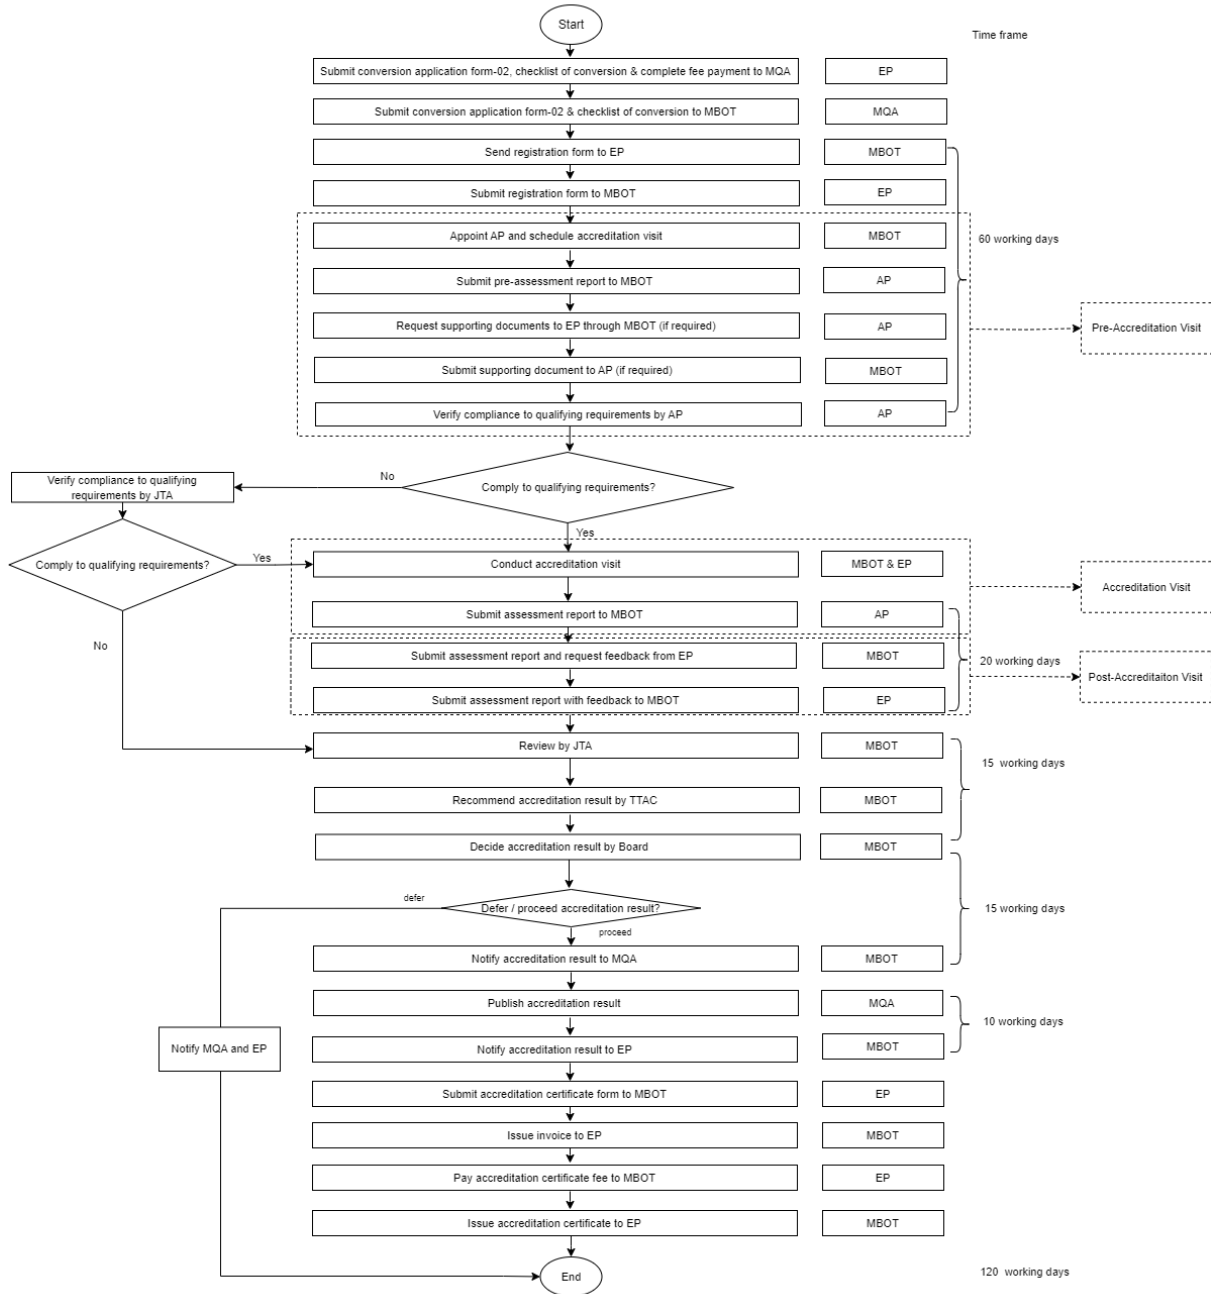 Start
Time frame
Submit conversion application form-02, checklist of conversion & complete fee payment to MQA
EP
Submit conversion application form-02 & checklist of conversion to MBOT
MQA
Send registration form to EP
MBOT
Submit registration form to MBOT
EP
Appoint AP and schedule accreditation visit
MBOT
60 working days
Submit pre-assessment report to MBOT
AP
Request supporting documents to EP through MBOT (if required)
AP
Pre-Accreditation Visit
Submit supporting document to AP (if required)
MBOT
Verify compliance to qualifying requirements by AP
AP
No
Verify compliance to qualifying
requirements by JTA
Comply to qualifying requirements?
Yes
Comply to qualifying requirements?
Yes
Conduct accreditation visit
MBOT & EP
Accreditation Visit
Submit assessment report to MBOT
AP
No
Submit assessment report and request feedback from EP
MBOT
20 working days
Post-Accreditaiton Visit
Submit assessment report with feedback to MBOT
EP
Review by JTA
MBOT
15 working days
Recommend accreditation result by TTAC
MBOT
Decide accreditation result by Board
MBOT
defer
Defer / proceed accreditation result?
15 working days
proceed
Notify accreditation result to MQA
MBOT
Publish accreditation result
MQA
10 working days
Notify MQA and EP
Notify accreditation result to EP
MBOT
Submit accreditation certificate form to MBOT
EP
Issue invoice to EP
MBOT
Pay accreditation certificate fee to MBOT
EP
Issue accreditation certificate to EP
MBOT
End
120 working days